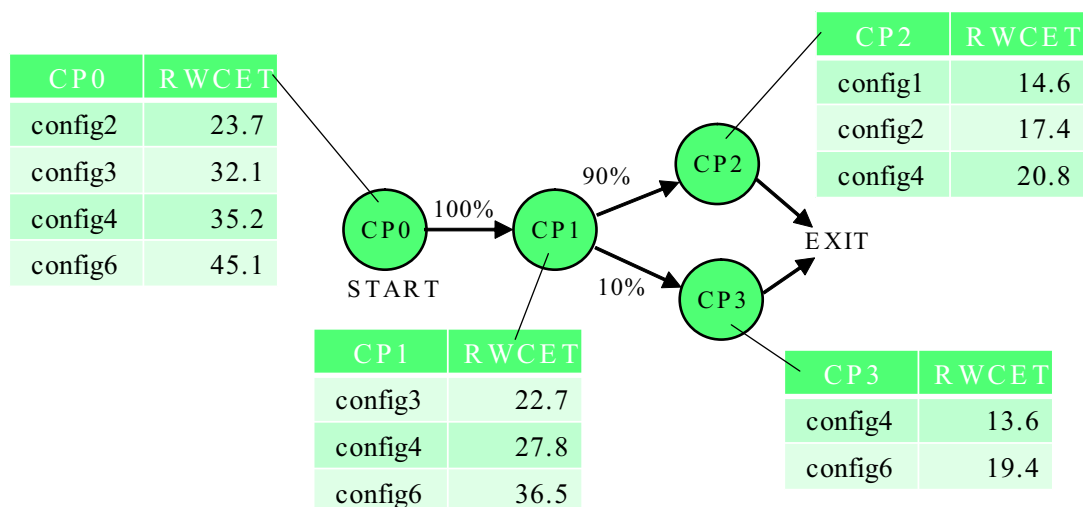 CP0 RWCET
config2 23.7
config3 32.1
config4 35.2
config6 45.1
CP2 RWCET
config1 14.6
config2 17.4
config4 20.8
CP0
START
100%
CP1
90%
10%
CP2
CP3
EXIT
CP1 RWCET
config3 22.7
config4 27.8
config6 36.5
CP3 RWCET
config4 13.6
config6 19.4